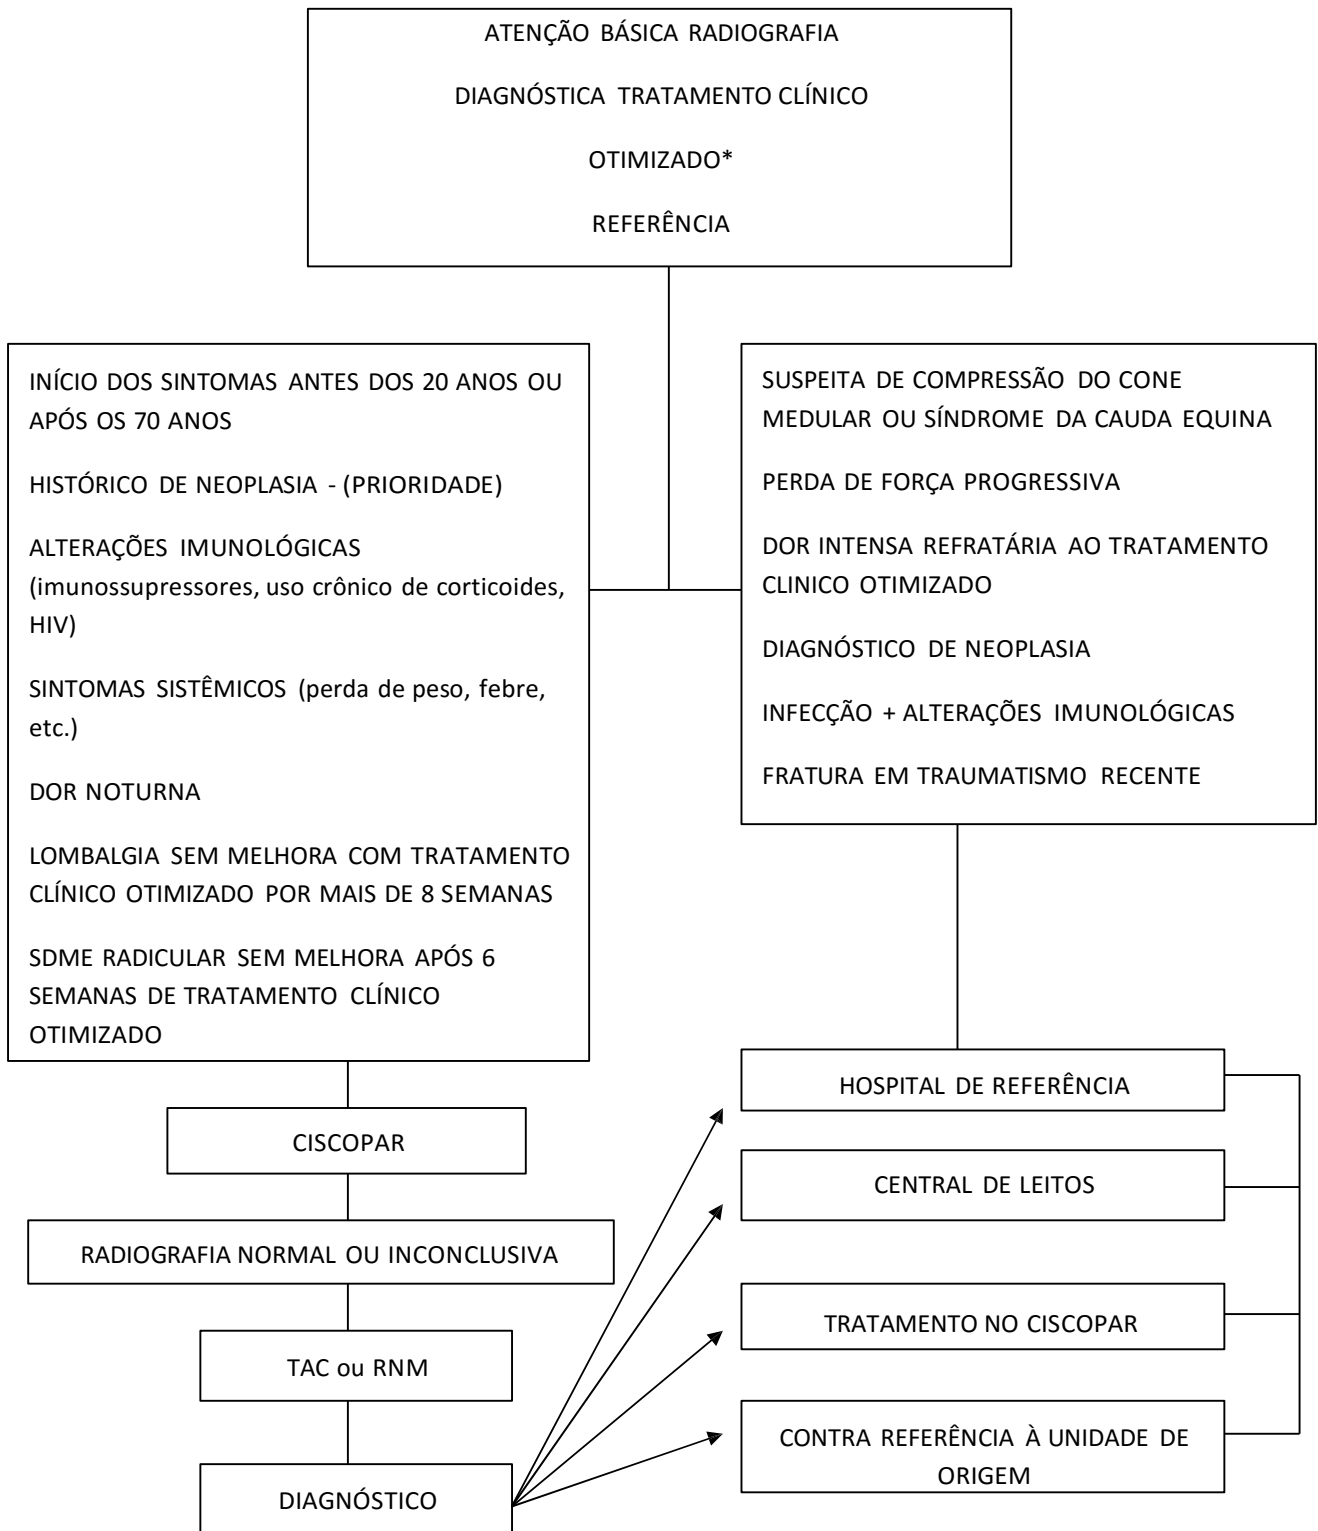 ATENÇÃO BÁSICA RADIOGRAFIA
DIAGNÓSTICA TRATAMENTO CLÍNICO
OTIMIZADO*
REFERÊNCIA
INÍCIO DOS SINTOMAS ANTES DOS 20 ANOS OU
APÓS OS 70 ANOS
HISTÓRICO DE NEOPLASIA - (PRIORIDADE)
ALTERAÇÕES IMUNOLÓGICAS
(imunossupressores, uso crônico de corticoides,
HIV)
SINTOMAS SISTÊMICOS (perda de peso, febre,
etc.)
DOR NOTURNA
LOMBALGIA SEM MELHORA COM TRATAMENTO
CLÍNICO OTIMIZADO POR MAIS DE 8 SEMANAS
SDME RADICULAR SEM MELHORA APÓS 6
SEMANAS DE TRATAMENTO CLÍNICO
OTIMIZADO
SUSPEITA DE COMPRESSÃO DO CONE
MEDULAR OU SÍNDROME DA CAUDA EQUINA
PERDA DE FORÇA PROGRESSIVA
DOR INTENSA REFRATÁRIA AO TRATAMENTO
CLINICO OTIMIZADO
DIAGNÓSTICO DE NEOPLASIA
INFECÇÃO + ALTERAÇÕES IMUNOLÓGICAS
FRATURA EM TRAUMATISMO RECENTE
CISCOPAR
RADIOGRAFIA NORMAL OU INCONCLUSIVA
TAC ou RNM
DIAGNÓSTICO
HOSPITAL DE REFERÊNCIA
CENTRAL DE LEITOS
TRATAMENTO NO CISCOPAR
CONTRA REFERÊNCIA À UNIDADE DE
ORIGEM